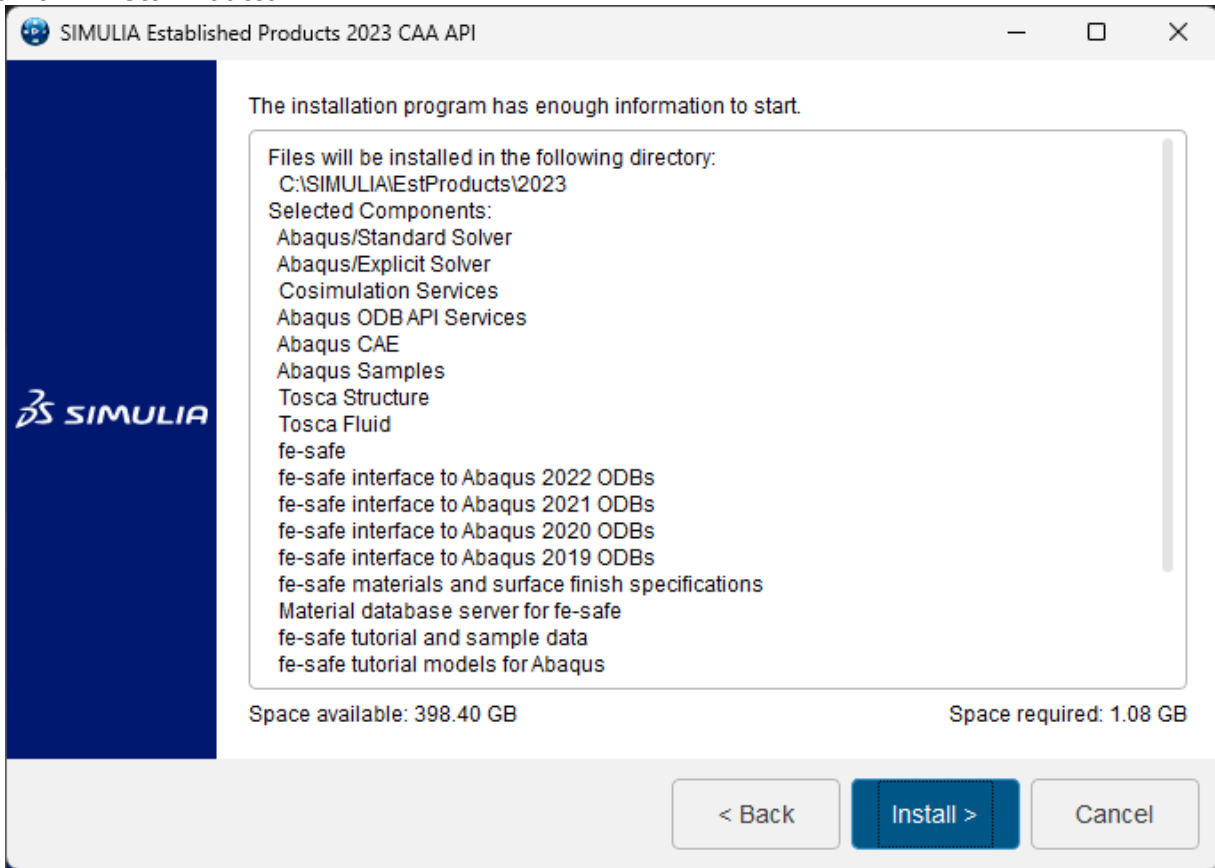 SIMULIA Established Products 2023 CAA API
The installation program has enough information to start.
Files will be installed in the following directory:
C:\SIMULIA\EstProducts\2023
Selected Components:
Abaqus/Standard Solver
Abaqus/Explicit Solver
Cosimulation Services
Abaqus ODB API Services
Abaqus CAE
Abaqus Samples
Tosca Structure
Tosca Fluid
fe-safe
fe-safe interface to Abaqus 2022 ODBs
fe-safe interface to Abaqus 2021 ODBs
fe-safe interface to Abaqus 2020 ODBs
fe-safe interface to Abaqus 2019 ODBs
fe-safe materials and surface finish specifications
Material database server for fe-safe
fe-safe tutorial and sample data
fe-safe tutorial models for Abaqus
3DS SIMULIA
Space available: 398.40 GB
Space required: 1.08 GB
< Back
Install >
Cancel